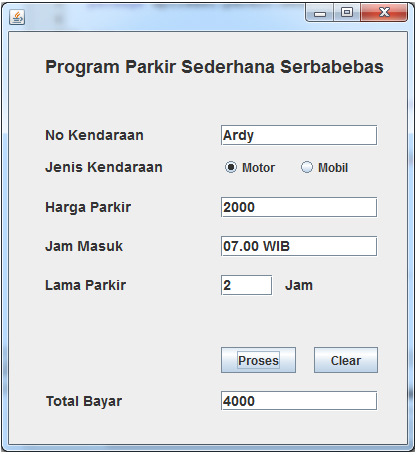 Program Parkir Sederhana Serbabebas
No Kendaraan Ardy
Jenis Kendaraan Motor Mobil
Harga Parkir 2000
Jam Masuk 07.00 WIB
Lama Parkir 2 Jam
Proses Clear
Total Bayar 4000